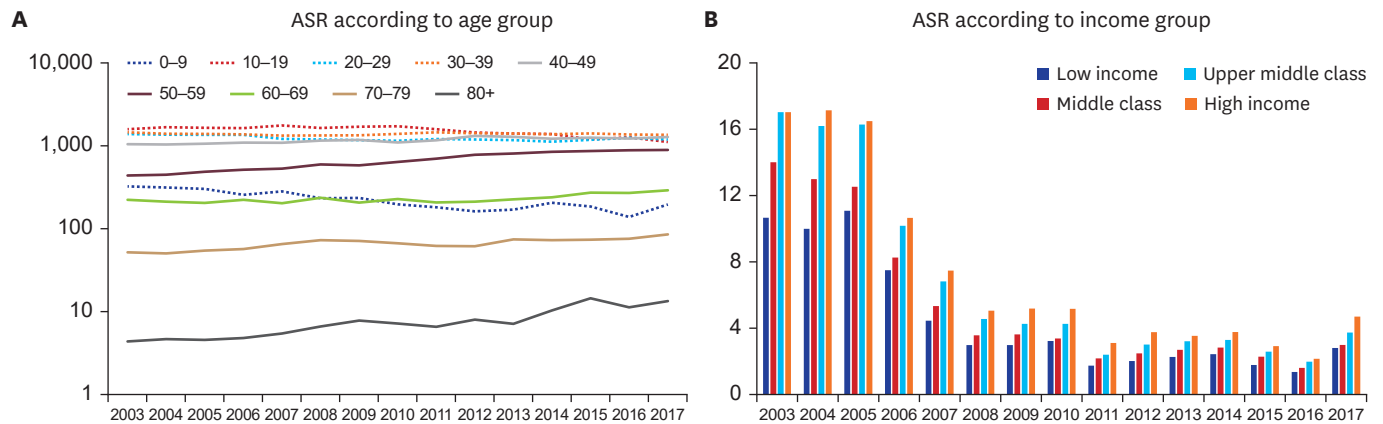 A
ASR according to age group
10,000
1,000
100
10
1
0–9
10–19
20–29
30–39
40–49
50–59
60–69
70–79
80+
2003 2004 2005 2006 2007 2008 2009 2010 2011 2012 2013 2014 2015 2016 2017
B
ASR according to income group
20
16
12
8
4
0
Low income
Upper middle class
Middle class
High income
2003 2004 2005 2006 2007 2008 2009 2010 2011 2012 2013 2014 2015 2016 2017